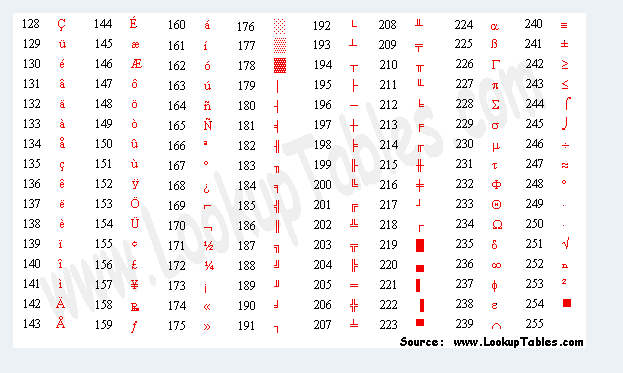 128 Ç 144 É 160 á 176 ░ 192 └ 208 ╨ 224 α 240 ≡
129 ü 145 æ 161 í 177 ▒ 193 ┴ 209 ╤ 225 ß 241 ±
130 é 146 Æ 162 ó 178 ▓ 194 ┬ 210 ╥ 226 Γ 242 ≥
131 â 147 ô 163 ú 179 │ 195 ├ 211 ╙ 227 π 243 ≤
132 ä 148 ö 164 ñ 180 ┤ 196 ─ 212 ╘ 228 Σ 244 ⌠
133 à 149 ò 165 Ñ 181 ╡ 197 ┼ 213 ╒ 229 σ 245 ⌡
134 å 150 û 166 ª 182 ╢ 198 ╞ 214 ╓ 230 µ 246 ÷
135 ç 151 ù 167 º 183 ╖ 199 ╟ 215 ╫ 231 τ 247 ≈
136 ê 152 ÿ 168 ¿ 184 ╕ 200 ╚ 216 ╪ 232 Φ 248 °
137 ë 153 Ö 169 ⌐ 185 ╣ 201 ╔ 217 ┘ 233 Θ 249 ∙
138 è 154 Ü 170 ¬ 186 ║ 202 ╩ 218 ┌ 234 Ω 250 ·
139 ï 155 ¢ 171 ½ 187 ╗ 203 ╦ 219 █ 235 δ 251 √
140 î 156 £ 172 ¼ 188 ╝ 204 ╠ 220 ▄ 236 ∞ 252 ⁿ
141 ì 157 ¥ 173 ¡ 189 ╜ 205 ═ 221 ▌ 237 φ 253 ²
142 Ä 158 ₧ 174 « 190 ╛ 206 ╬ 222 ▐ 238 ε 254 ■
143 Å 159 ƒ 175 » 191 ┐ 207 ╧ 223 ▀ 239 ∩ 255
Source: www.LookupTables.com
www.LookupTables.com